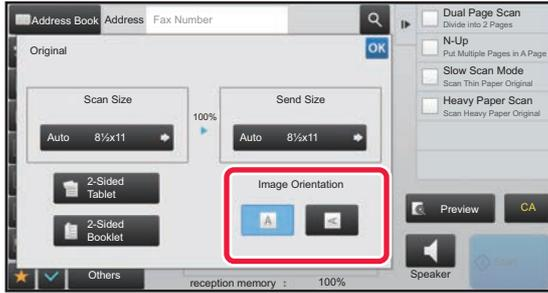 Address Book Address Fax Number
Original
OK
Scan Size
100%
Send Size
Auto 8½x11
Auto 8½x11
2-Sided
Tablet
2-Sided
Booklet
Image Orientation
A
A
Others
reception memory : 100%
Dual Page Scan
Divide into 2 Pages
N-Up
Put Multiple Pages in A Page
Slow Scan Mode
Scan Thin Paper Original
Heavy Paper Scan
Scan Heavy Paper Original
Preview
CA
Speaker
Start